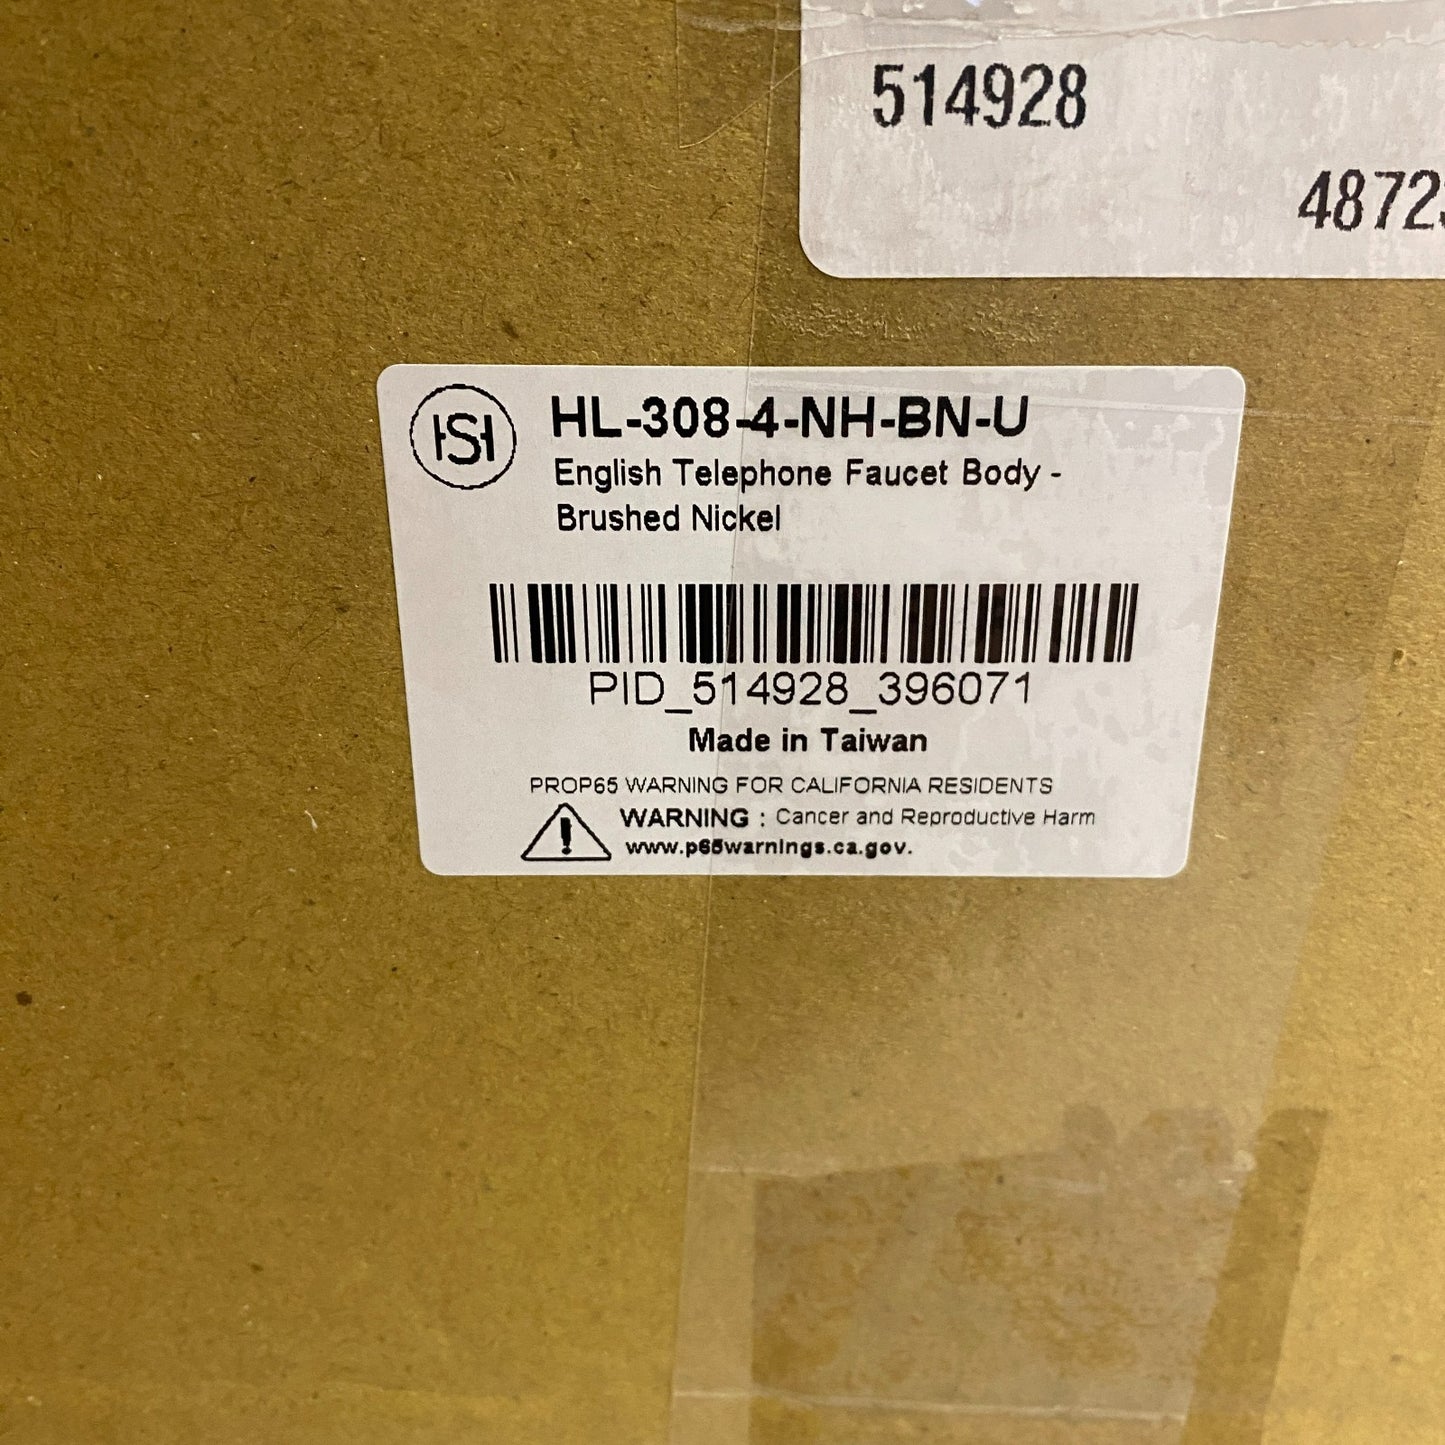 514928
4872
HSH
HL-308-4-NH-BN-U
English Telephone Faucet Body -
Brushed Nickel
PID_514928_396071
Made in Taiwan
PROP65 WARNING FOR CALIFORNIA RESIDENTS
WARNING : Cancer and Reproductive Harm
www.p65warnings.ca.gov.